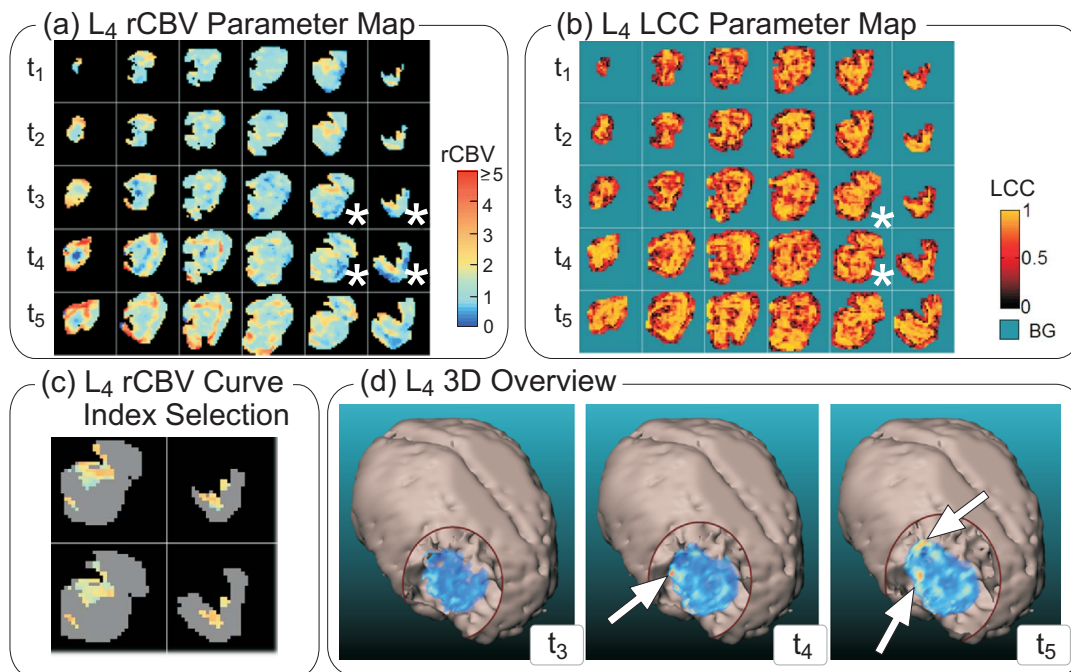 (a) L₄ rCBV Parameter Map
t₁
t₂
t₃
t₄
t₅
* *
* *
rCBV
≥5
4
3
2
1
0
(b) L₄ LCC Parameter Map
t₁
t₂
t₃
t₄
t₅
*
*
LCC
1
0.5
0
BG
(c) L₄ rCBV Curve
Index Selection
(d) L₄ 3D Overview
t₃
t₄
t₅